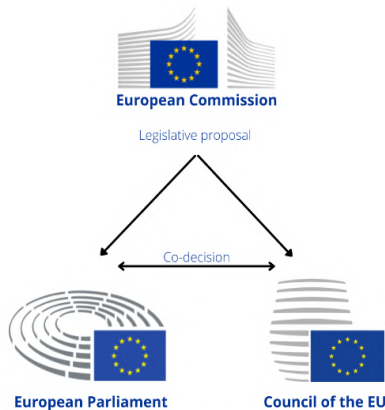 European Commission
Legislative proposal
Co-decision
European Parliament
Council of the EU